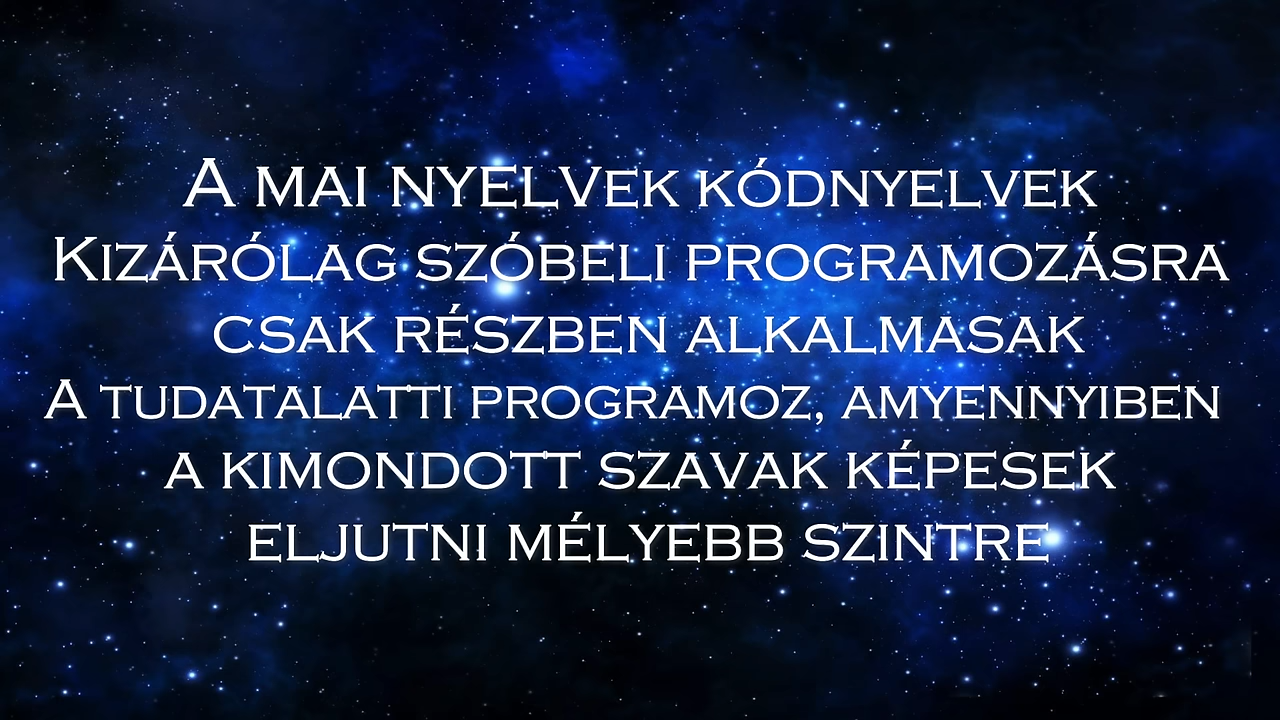 A MAI NYELVEK KÓDNYELVEK
KIZÁRÓLAG SZÓBELI PROGRAMOZÁSRA
CSAK RÉSZBEN ALKALMASAK
A TUDATALATTI PROGRAMOZ, AMYENNYIBEN
A KIMONDOTT SZAVAK KÉPESEK
ELJUTNI MÉLYEBB SZINTRE